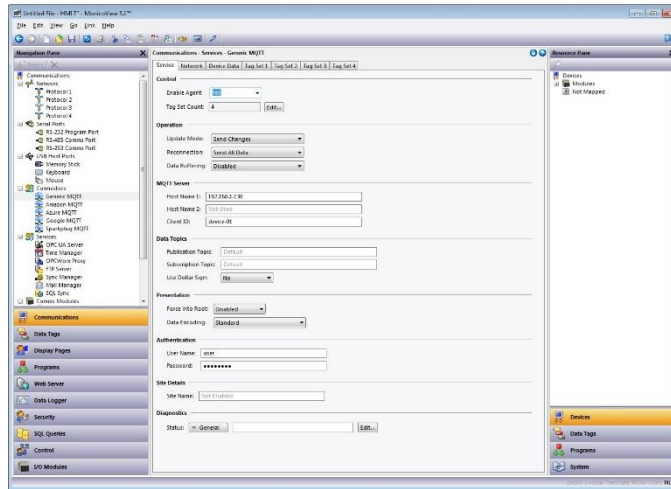 Untitled File - HMI 7" - MonicoView 3.1™
File Edit View Go Link Help
Navigation Pane
Communications
Network
Protocol 1
Protocol 2
Protocol 3
Protocol 4
Serial Ports
RS-232 Program Port
RS-485 Comms Port
RS-232 Comms Port
USB Host Ports
Memory Stick
Keyboard
Mouse
Connectors
Generic MQTT
Amazon MQTT
Azure MQTT
Google MQTT
Sparkplug MQTT
Services
OPC UA Server
Time Manager
OPCWorx Proxy
FTP Server
Sync Manager
Mail Manager
SQL Sync
Comms Modules
Communications
Data Tags
Display Pages
Programs
Web Server
Data Logger
Security
SQL Queries
Control
I/O Modules
Communications - Services - Generic MQTT
Service Network Device Data Tag Set 1 Tag Set 2 Tag Set 3 Tag Set 4
Control
Enable Agent: Yes
Tag Set Count: 4 Edit...
Operation
Update Mode: Send Changes
Reconnection: Send All Data
Data Buffering: Disabled
MQTT Server
Host Name 1: 192.168.1.138
Host Name 2: Not Used
Client ID: device-01
Data Topics
Publication Topic: Default
Subscription Topic: Default
Use Dollar Sign: No
Presentation
Force Into Root: Disabled
Data Encoding: Standard
Authentication
User Name: user
Password: ••••••••
Site Details
Site Name: Not Enabled
Diagnostics
Status: General Edit...
Resource Pane
Devices
Modules
Not Mapped
Devices
Data Tags
Programs
System